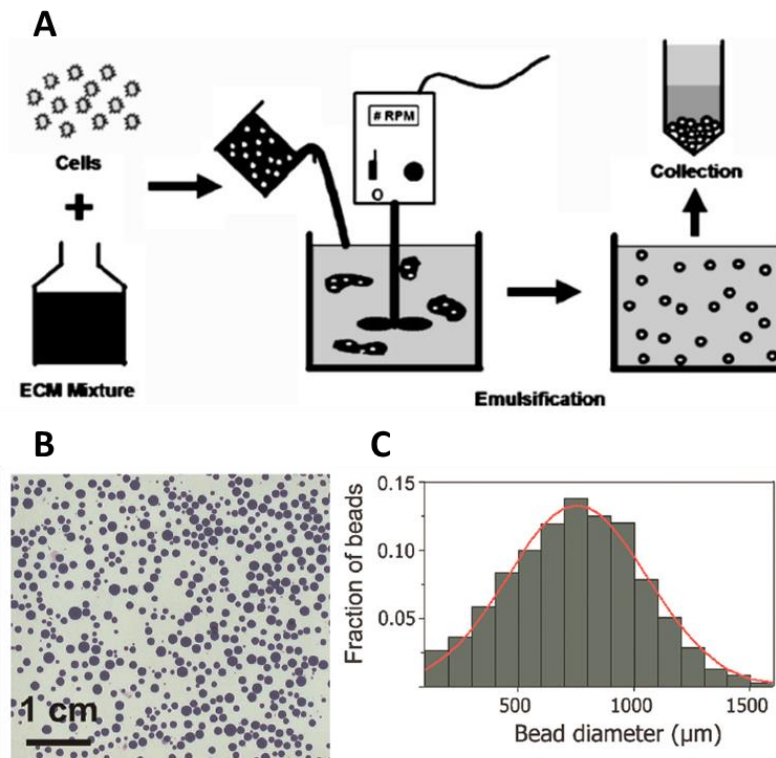 A
Cells
+
ECM Mixture
# RPM
Emulsification
Collection
B
1 cm
C
Fraction of beads
0.15
0.10
0.05
500
1000
1500
Bead diameter (μm)